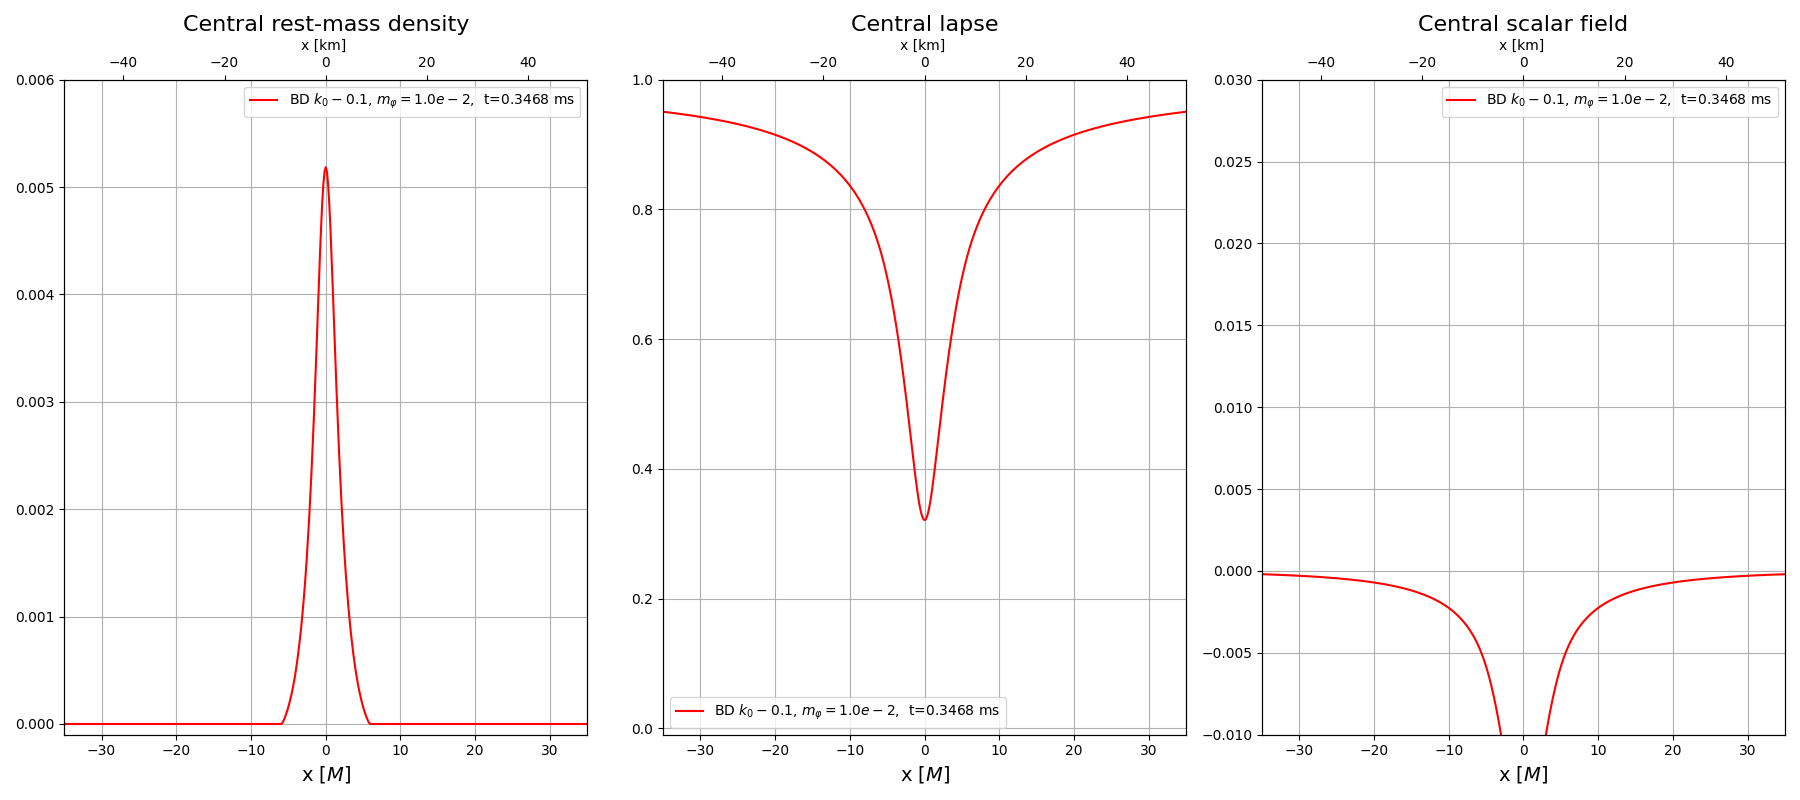 Central rest-mass density
x [km]
−40 −20 0 20 40
0.006
0.005
0.004
0.003
0.002
0.001
0.000
BD k₀ − 0.1, mᵩ = 1.0e − 2, t=0.3468 ms
−30 −20 −10 0 10 20 30
x [M]
Central lapse
x [km]
−40 −20 0 20 40
1.0
0.8
0.6
0.4
0.2
0.0
BD k₀ − 0.1, mᵩ = 1.0e − 2, t=0.3468 ms
−30 −20 −10 0 10 20 30
x [M]
Central scalar field
x [km]
−40 −20 0 20 40
0.030
0.025
0.020
0.015
0.010
0.005
0.000
−0.005
−0.010
BD k₀ − 0.1, mᵩ = 1.0e − 2, t=0.3468 ms
−30 −20 −10 0 10 20 30
x [M]